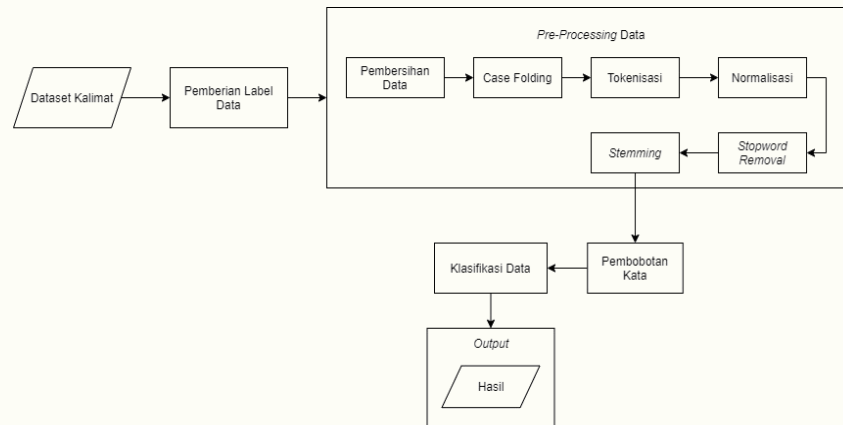 Pre-Processing Data
Dataset Kalimat
Pemberian Label
Data
Pembersihan
Data
Case Folding
Tokenisasi
Normalisasi
Stopword
Removal
Stemming
Pembobotan
Kata
Klasifikasi Data
Output
Hasil